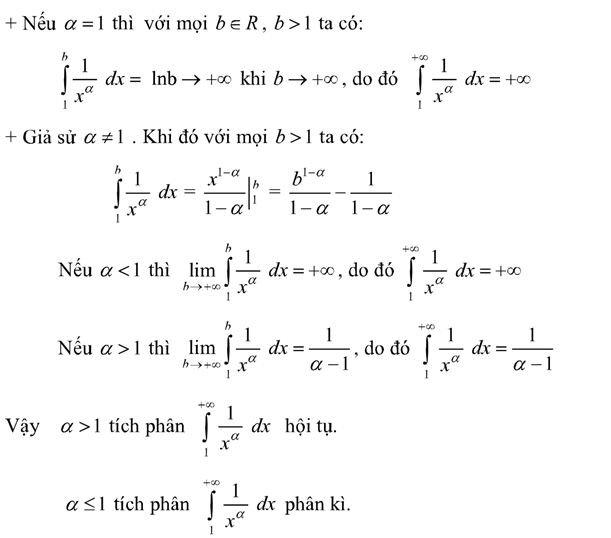 + Nếu α = 1 thì với mọi b ∈ R, b > 1 ta có:
∫₁ᵇ 1/x^α dx = lnb → +∞ khi b → +∞, do đó ∫₁^{+∞} 1/x^α dx = +∞
+ Giả sử α ≠ 1 . Khi đó với mọi b > 1 ta có:
∫₁ᵇ 1/x^α dx = x^{1−α}/(1−α) |₁ᵇ = b^{1−α}/(1−α) − 1/(1−α)
Nếu α < 1 thì lim_{b→+∞} ∫₁ᵇ 1/x^α dx = +∞, do đó ∫₁^{+∞} 1/x^α dx = +∞
Nếu α > 1 thì lim_{b→+∞} ∫₁ᵇ 1/x^α dx = 1/(α−1), do đó ∫₁^{+∞} 1/x^α dx = 1/(α−1)
Vậy α > 1 tích phân ∫₁^{+∞} 1/x^α dx hội tụ.
α ≤ 1 tích phân ∫₁^{+∞} 1/x^α dx phân kì.